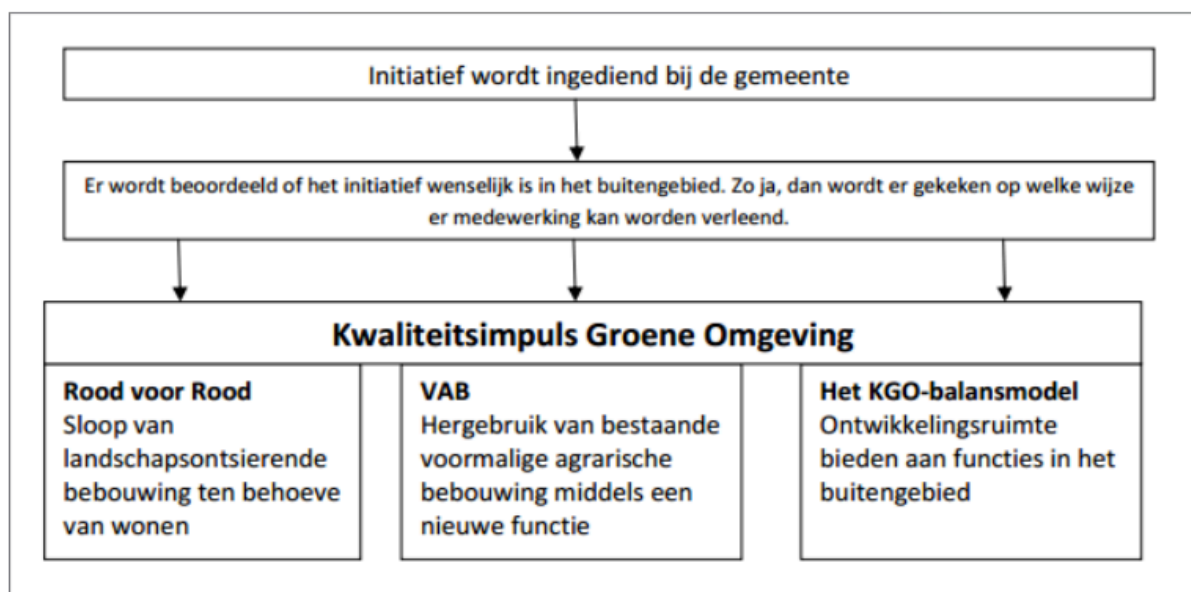 Initiatief wordt ingediend bij de gemeente
Er wordt beoordeeld of het initiatief wenselijk is in het buitengebied. Zo ja, dan wordt er gekeken op welke wijze
er medewerking kan worden verleend.
Kwaliteitsimpuls Groene Omgeving
Rood voor Rood
Sloop van
landschapsontsierende
bebouwing ten behoeve
van wonen
VAB
Hergebruik van bestaande
voormalige agrarische
bebouwing middels een
nieuwe functie
Het KGO-balansmodel
Ontwikkelingsruimte
bieden aan functies in het
buitengebied